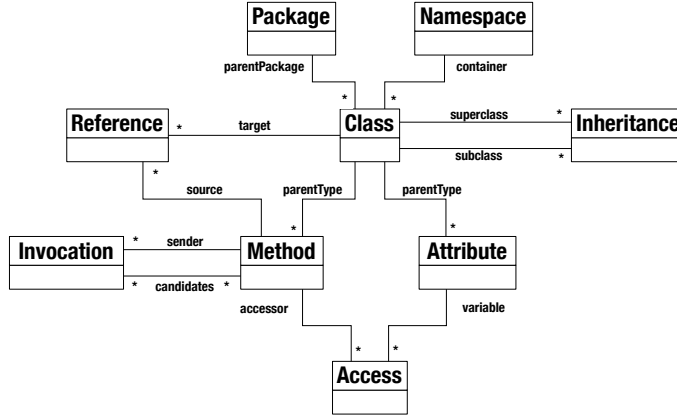 Package
Namespace
parentPackage
container
*
*
Reference
*
target
Class
superclass
*
Inheritance
subclass
*
*
source
parentType
parentType
*
*
Invocation
*
sender
Method
Attribute
*
candidates
*
accessor
variable
*
*
Access